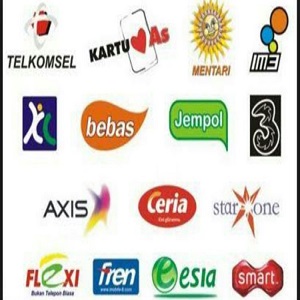 TELKOMSEL
KARTU As
MENTARI
im3
XL
bebas
Jempol
3
AXIS
Ceria
star one
FLEXI
Bukan Telepon Biasa
fren
esia
smart.